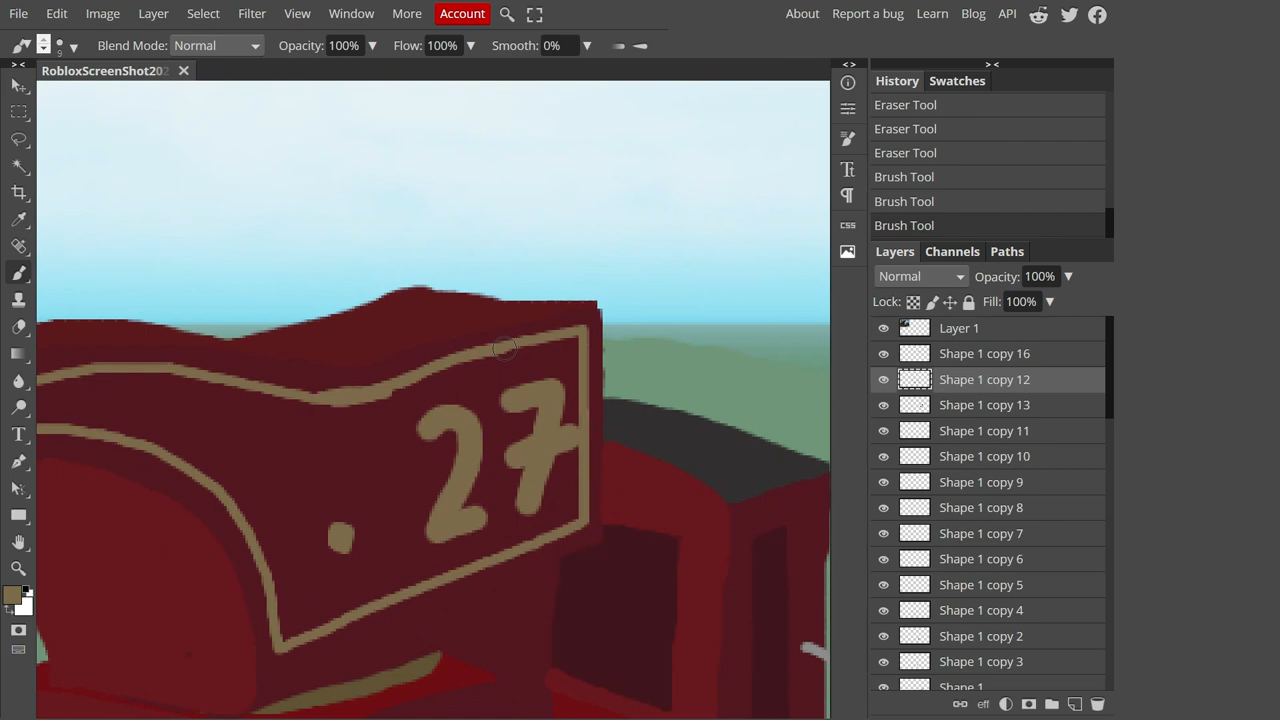 File Edit Image Layer Select Filter View Window More Account About Report a bug Learn Blog API
9 Blend Mode: Normal Opacity: 100% Flow: 100% Smooth: 0%
> < < > > <
RobloxScreenShot202
History Swatches
Eraser Tool
Eraser Tool
Eraser Tool
Brush Tool
Brush Tool
Brush Tool
Layers Channels Paths
Normal Opacity: 100%
Lock: Fill: 100%
Layer 1
Shape 1 copy 16
Shape 1 copy 12
Shape 1 copy 13
Shape 1 copy 11
Shape 1 copy 10
Shape 1 copy 9
Shape 1 copy 8
Shape 1 copy 7
Shape 1 copy 6
Shape 1 copy 5
Shape 1 copy 4
Shape 1 copy 2
Shape 1 copy 3
Shape 1
eff
CSS
. 27